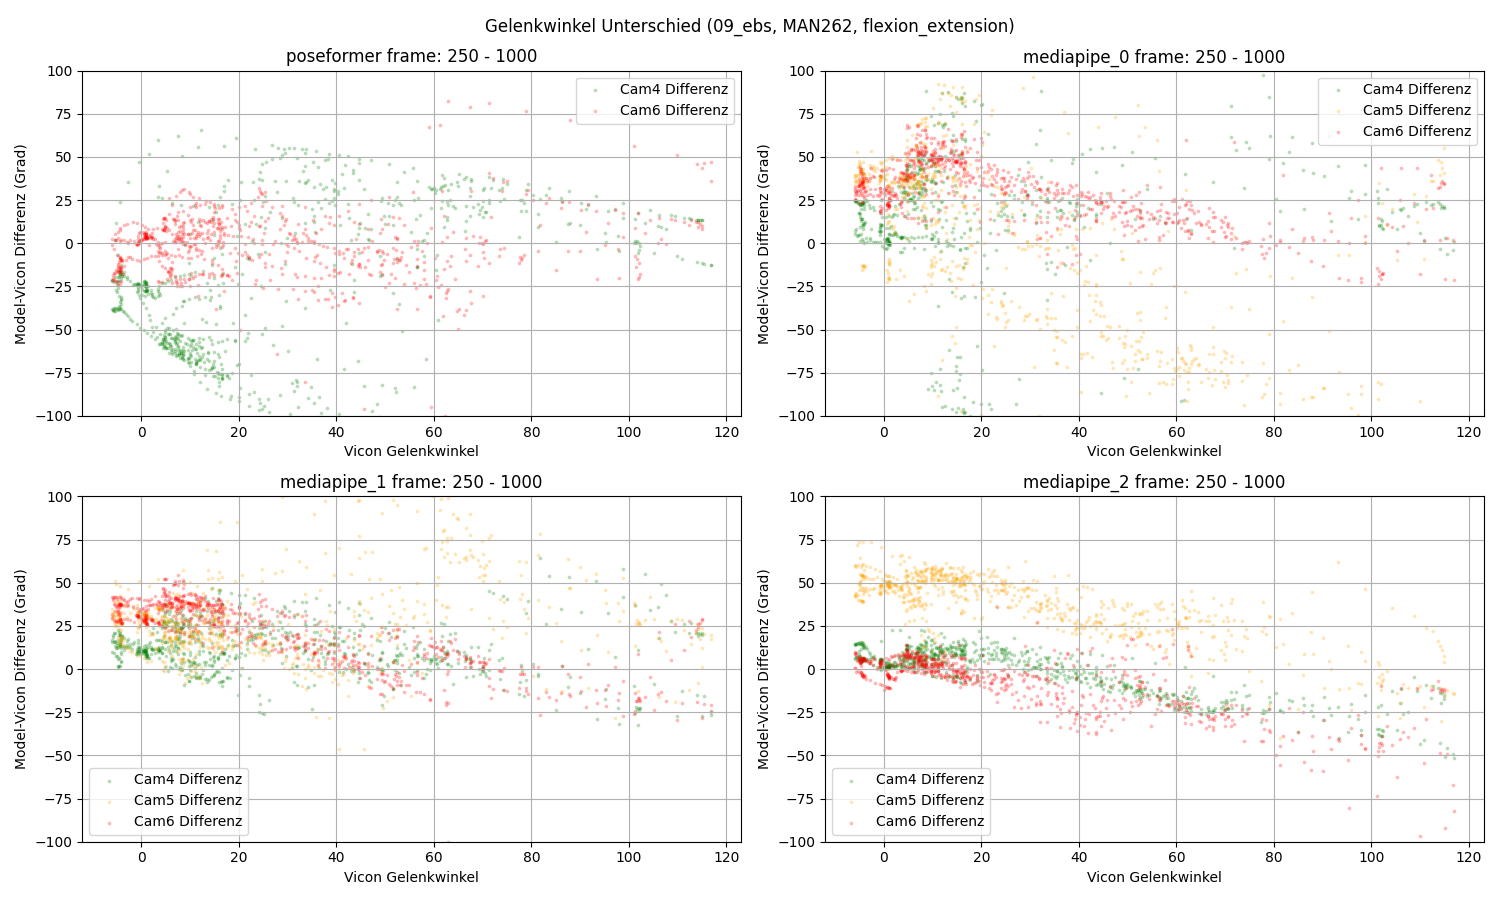 Gelenkwinkel Unterschied (09_ebs, MAN262, flexion_extension)
poseformer frame: 250 - 1000
Model-Vicon Differenz (Grad)
100
75
50
25
0
−25
−50
−75
−100
0 20 40 60 80 100 120
Vicon Gelenkwinkel
Cam4 Differenz
Cam6 Differenz
mediapipe_0 frame: 250 - 1000
Model-Vicon Differenz (Grad)
100
75
50
25
0
−25
−50
−75
−100
0 20 40 60 80 100 120
Vicon Gelenkwinkel
Cam4 Differenz
Cam5 Differenz
Cam6 Differenz
mediapipe_1 frame: 250 - 1000
Model-Vicon Differenz (Grad)
100
75
50
25
0
−25
−50
−75
−100
0 20 40 60 80 100 120
Vicon Gelenkwinkel
Cam4 Differenz
Cam5 Differenz
Cam6 Differenz
mediapipe_2 frame: 250 - 1000
Model-Vicon Differenz (Grad)
100
75
50
25
0
−25
−50
−75
−100
0 20 40 60 80 100 120
Vicon Gelenkwinkel
Cam4 Differenz
Cam5 Differenz
Cam6 Differenz